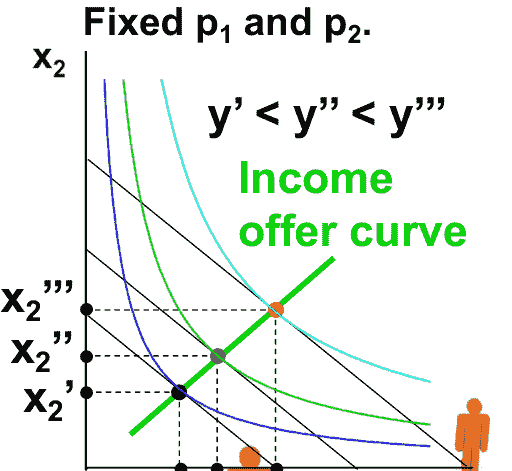 Fixed p₁ and p₂.
x₂
y’ < y’’ < y’’’
Income
offer curve
x₂’’’
x₂’’
x₂’